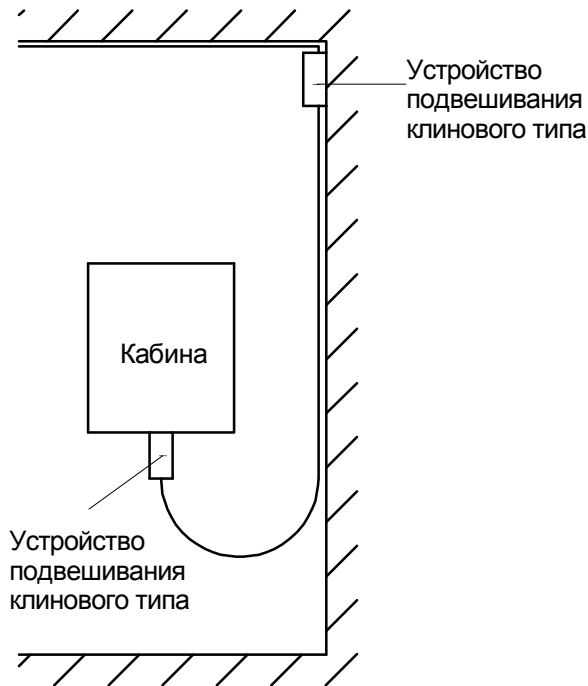 Устройство
подвешивания
клинового типа
Кабина
Устройство
подвешивания
клинового типа